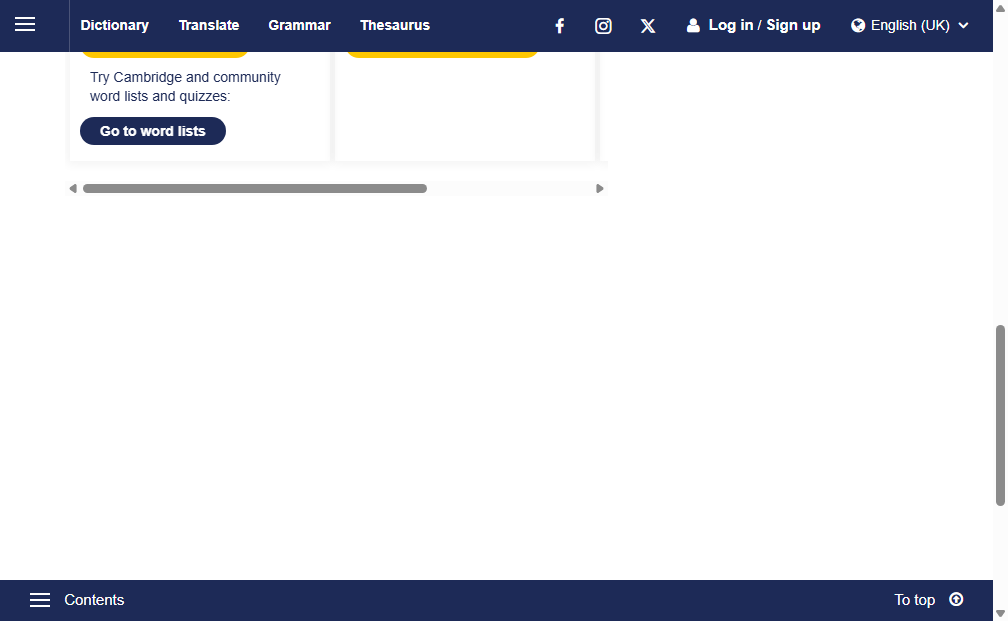 Dictionary Translate Grammar Thesaurus Log in / Sign up English (UK)
Try Cambridge and community
word lists and quizzes:
Go to word lists
Contents To top